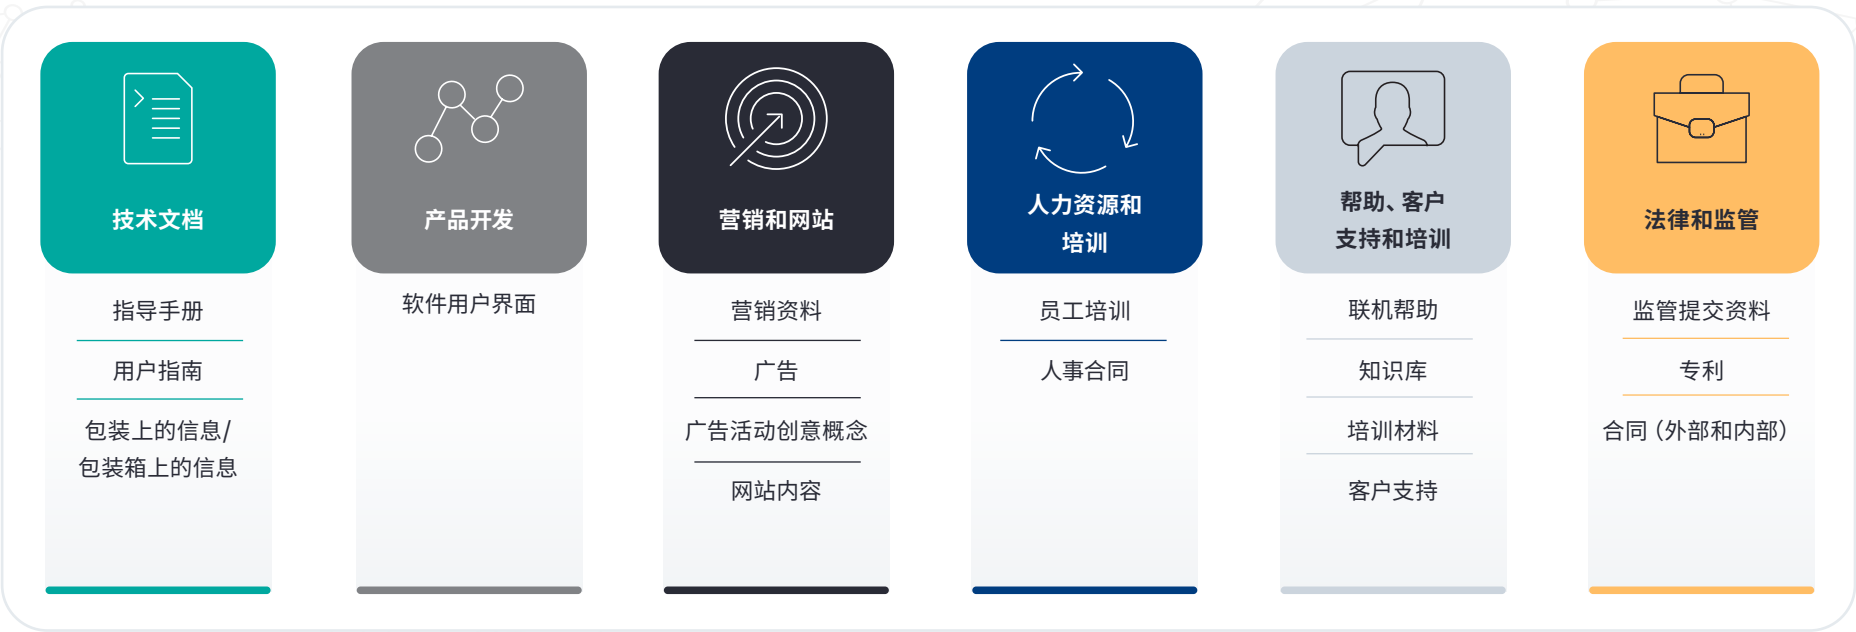 技术文档
指导手册
用户指南
包装上的信息/
包装箱上的信息
产品开发
软件用户界面
营销和网站
营销资料
广告
广告活动创意概念
网站内容
人力资源和
培训
员工培训
人事合同
帮助、客户
支持和培训
联机帮助
知识库
培训材料
客户支持
法律和监管
监管提交资料
专利
合同（外部和内部）